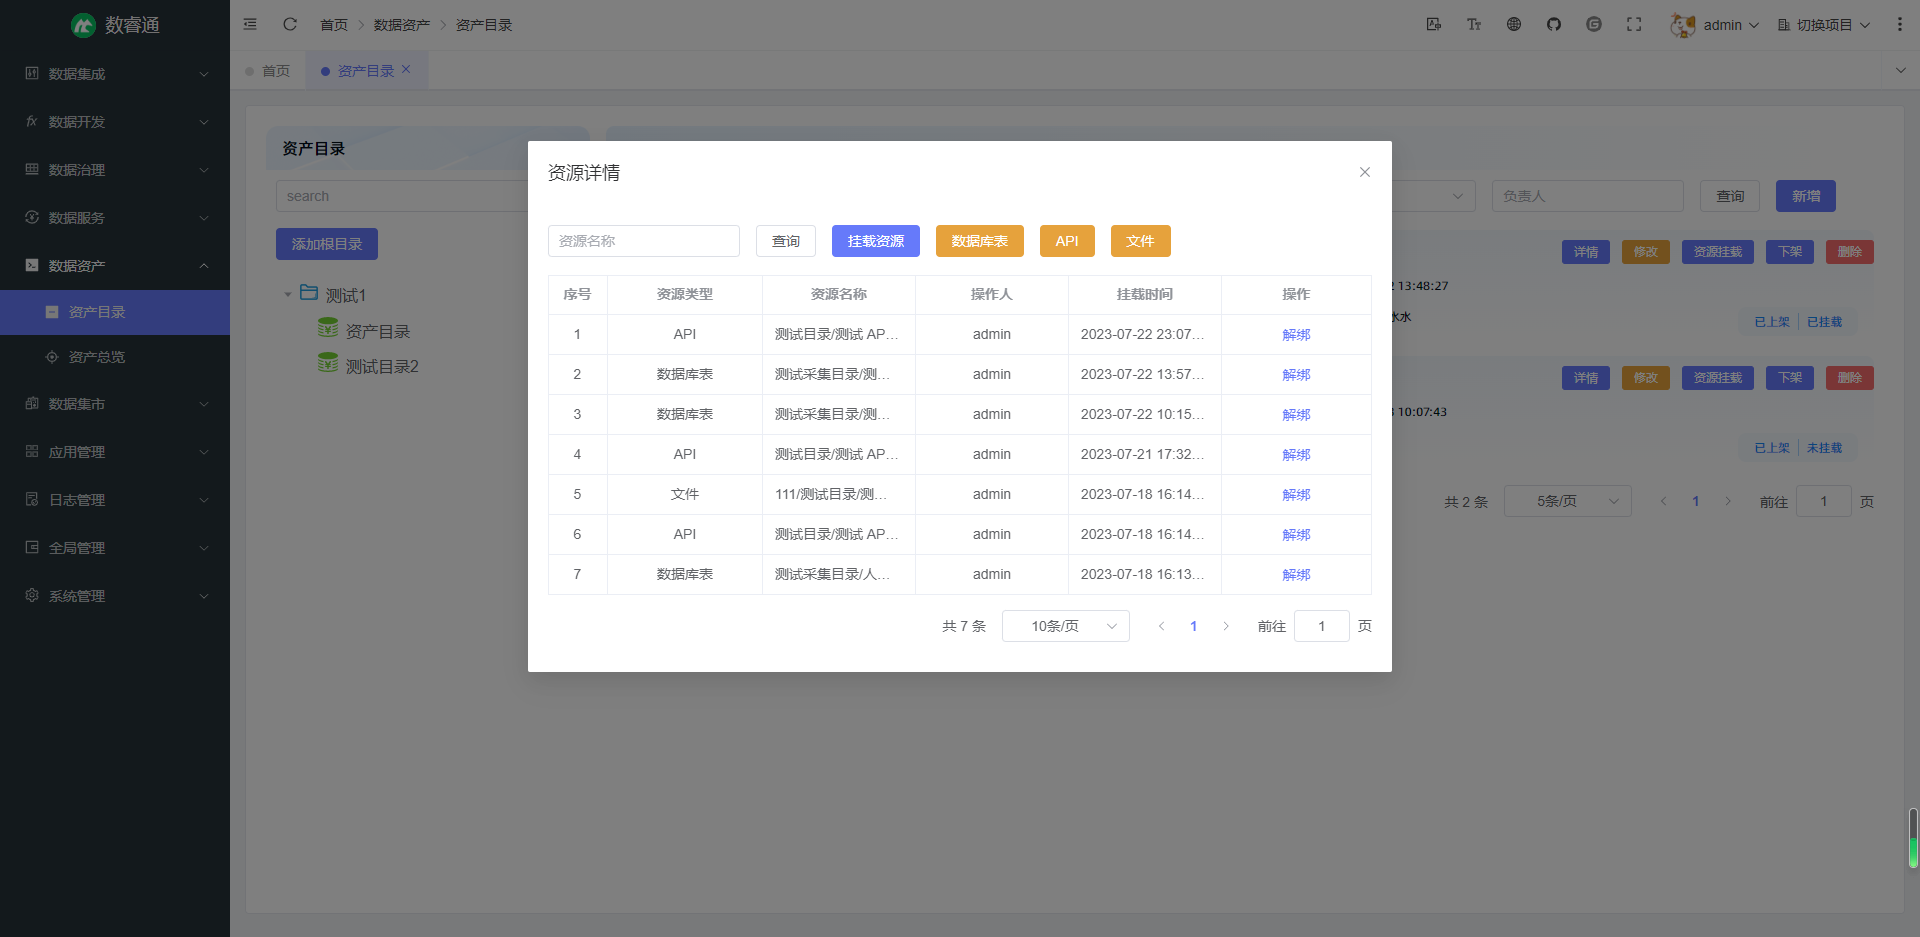 数睿通
首页 > 数据资产 > 资产目录
admin
切换项目
首页
资产目录
数据集成
数据开发
数据治理
数据服务
数据资产
资产目录
资产总览
数据集市
应用管理
日志管理
全局管理
系统管理
资产目录
search
添加根目录
测试1
资产目录
测试目录2
负责人
查询
新增
详情 修改 资源挂载 下架 删除
13:48:27
已上架 已挂载
详情 修改 资源挂载 下架 删除
10:07:43
已上架 未挂载
共 2 条 5条/页 1 前往 1 页
资源详情
资源名称 查询 挂载资源 数据库表 API 文件
序号 资源类型 资源名称 操作人 挂载时间 操作
1 API 测试目录/测试 AP... admin 2023-07-22 23:07... 解绑
2 数据库表 测试采集目录/测... admin 2023-07-22 13:57... 解绑
3 数据库表 测试采集目录/测... admin 2023-07-22 10:15... 解绑
4 API 测试目录/测试 AP... admin 2023-07-21 17:32... 解绑
5 文件 111/测试目录/测... admin 2023-07-18 16:14... 解绑
6 API 测试目录/测试 AP... admin 2023-07-18 16:14... 解绑
7 数据库表 测试采集目录/人... admin 2023-07-18 16:13... 解绑
共 7 条 10条/页 1 前往 1 页